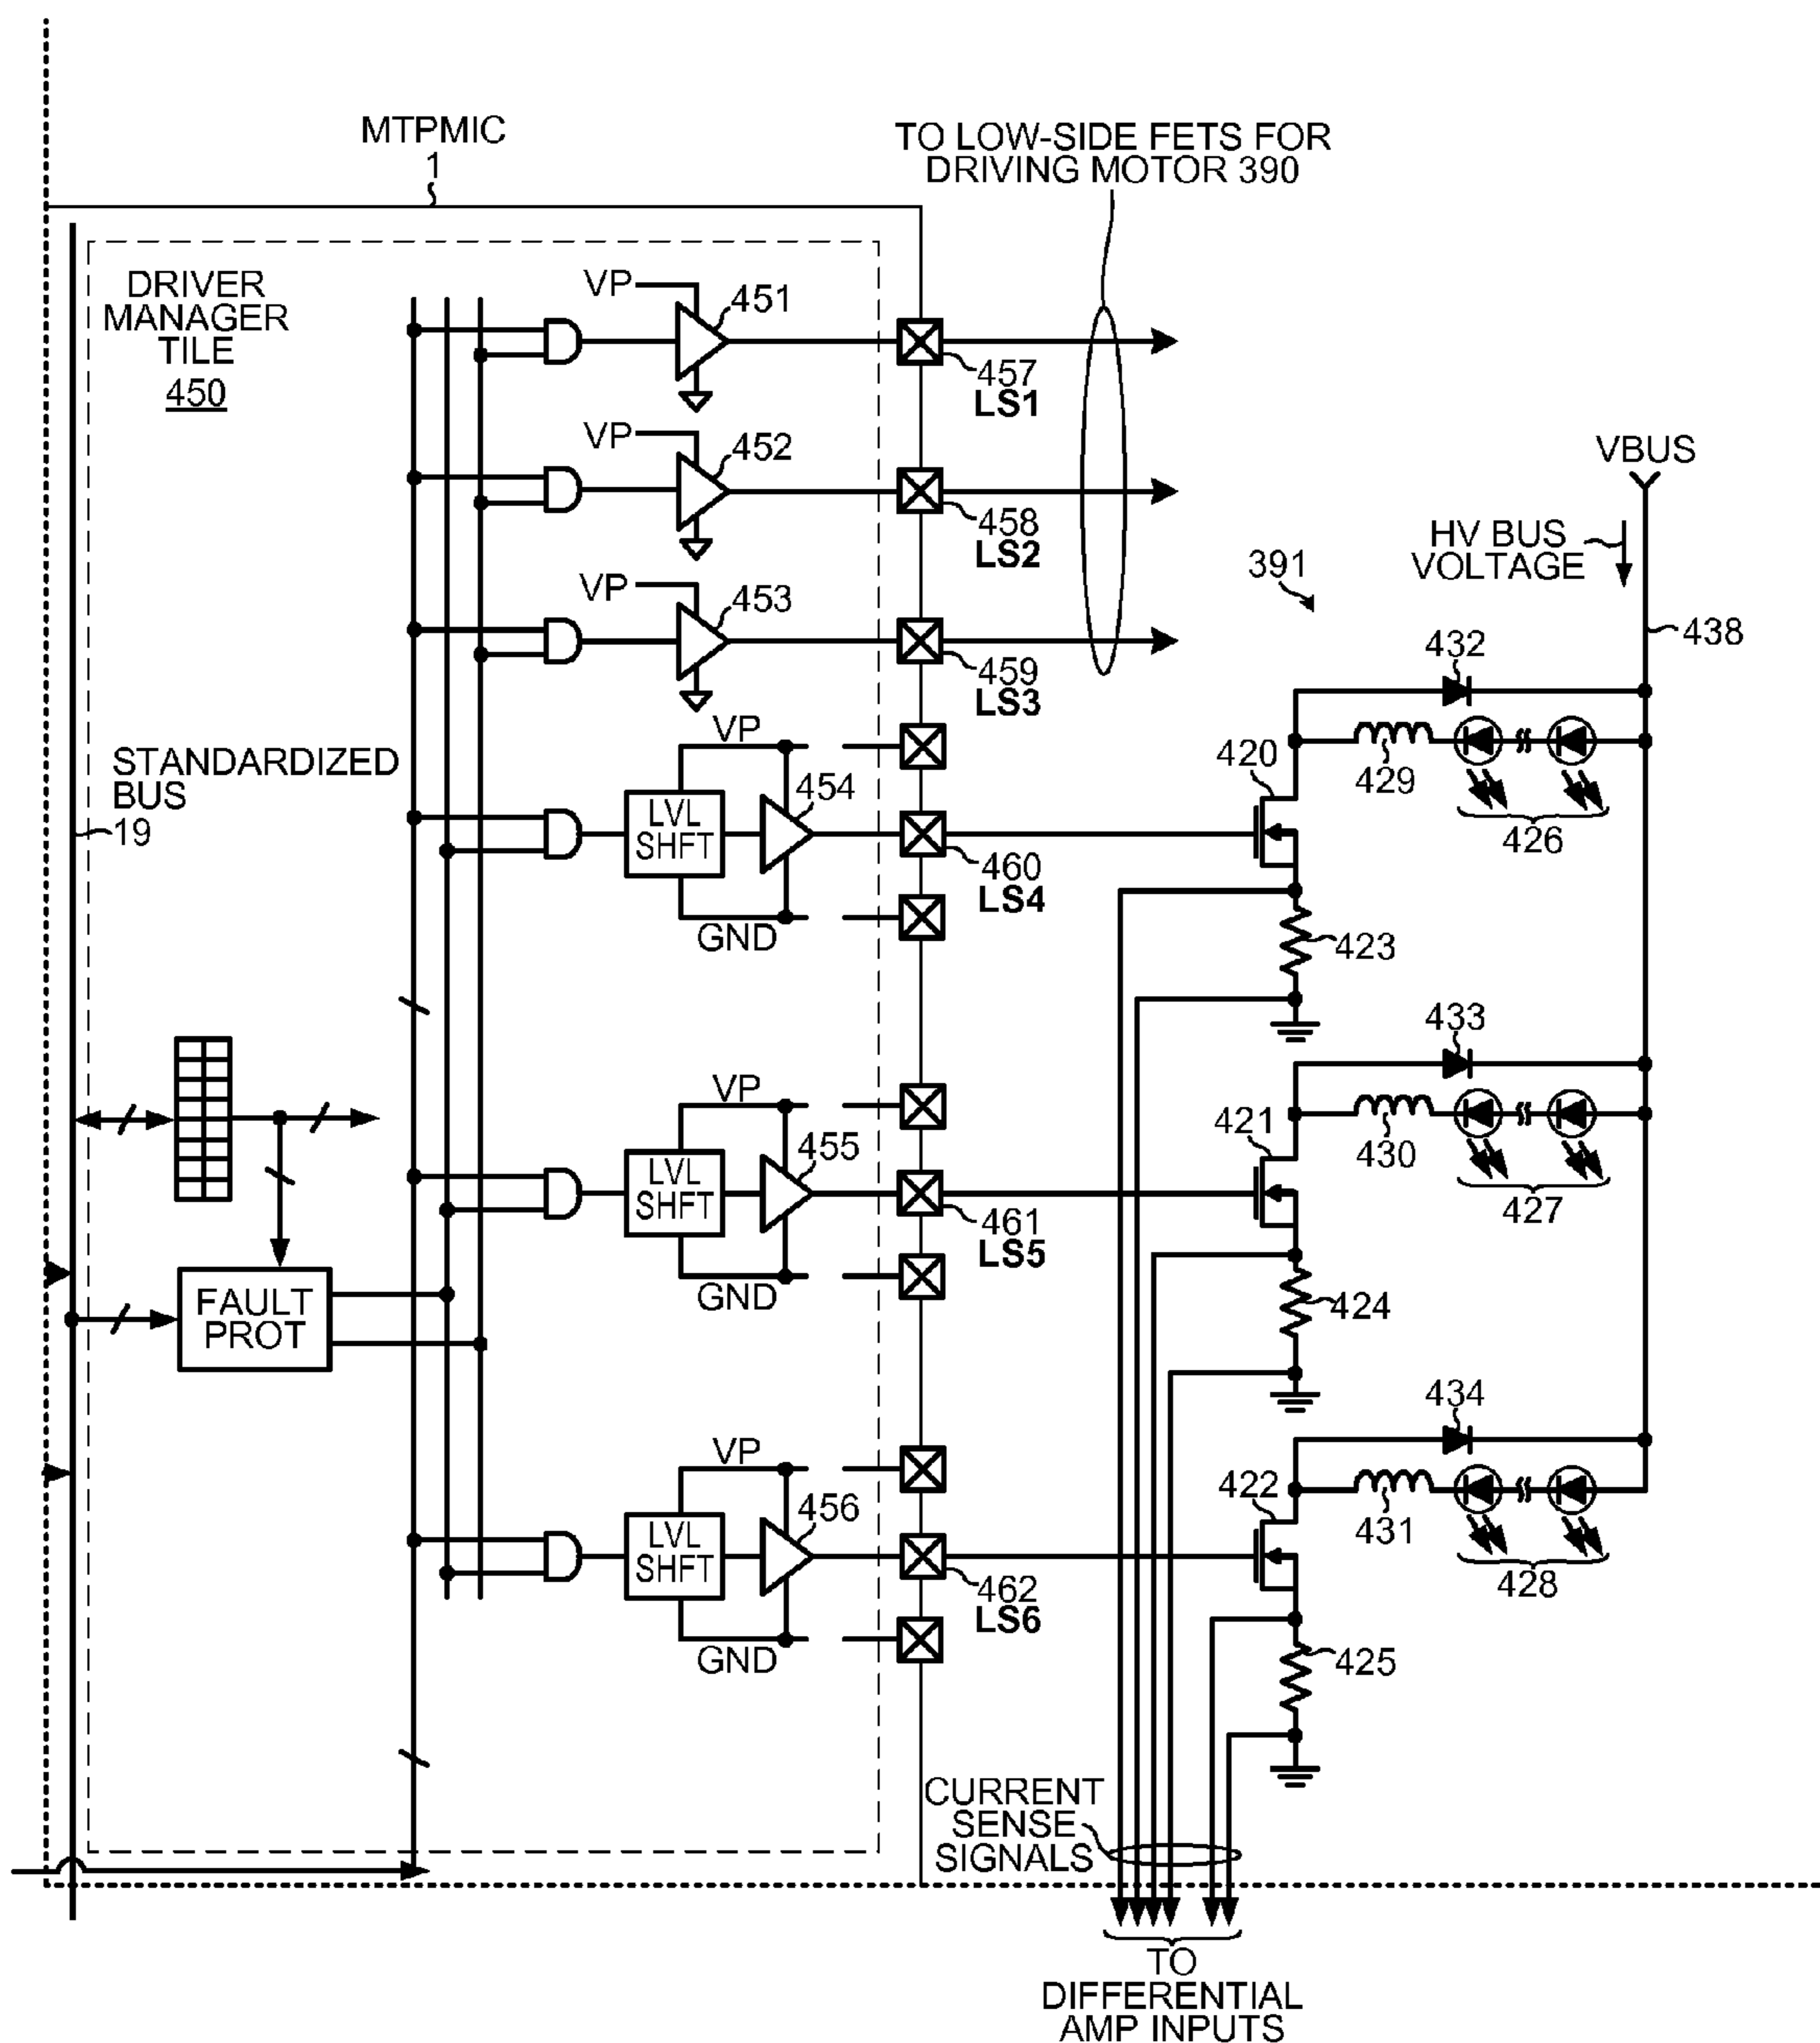 MTPMIC
1
TO LOW-SIDE FETS FOR
DRIVING MOTOR 390
DRIVER
MANAGER
TILE
450
VP
451
457
LS1
VP
452
458
LS2
VP
453
459
LS3
VBUS
HV BUS
VOLTAGE
391
438
STANDARDIZED
BUS
19
VP
LVL
SHFT
454
GND
460
LS4
420
432
429
426
423
VP
LVL
SHFT
455
GND
461
LS5
421
433
430
427
424
FAULT
PROT
VP
LVL
SHFT
456
GND
462
LS6
422
434
431
428
425
CURRENT
SENSE
SIGNALS
TO
DIFFERENTIAL
AMP INPUTS